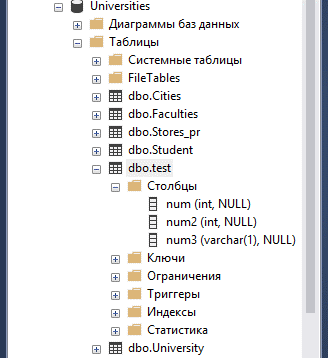 Universities
Диаграммы баз данных
Таблицы
Системные таблицы
FileTables
dbo.Cities
dbo.Faculties
dbo.Stores_pr
dbo.Student
dbo.test
Столбцы
num (int, NULL)
num2 (int, NULL)
num3 (varchar(1), NULL)
Ключи
Ограничения
Триггеры
Индексы
Статистика
dbo.University